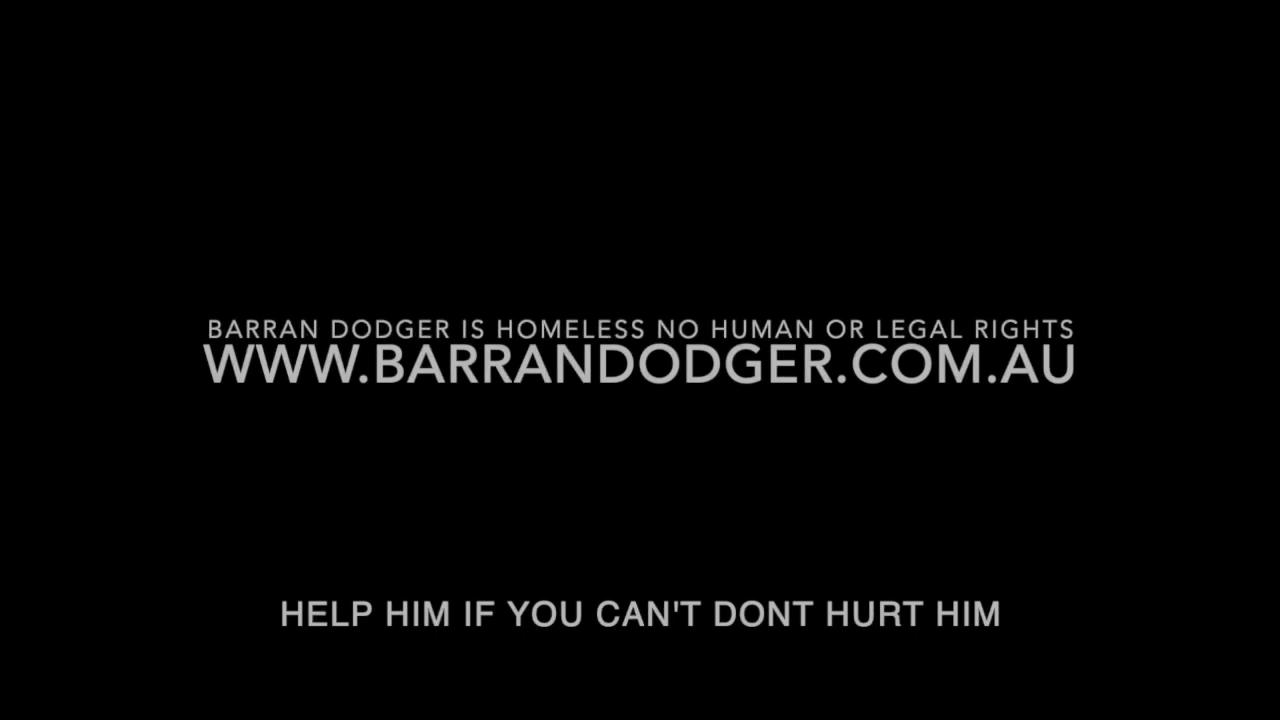 BARRAN DODGER IS HOMELESS NO HUMAN OR LEGAL RIGHTS
WWW.BARRANDODGER.COM.AU
HELP HIM IF YOU CAN'T DONT HURT HIM